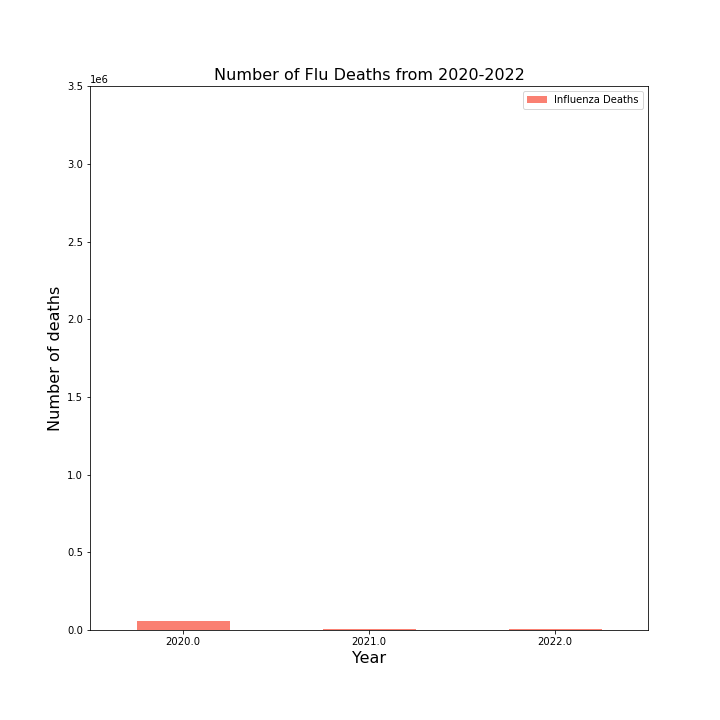 Number of Flu Deaths from 2020-2022
1e6
Influenza Deaths
3.5
3.0
2.5
2.0
1.5
1.0
0.5
0.0
Number of deaths
2020.0 2021.0 2022.0
Year